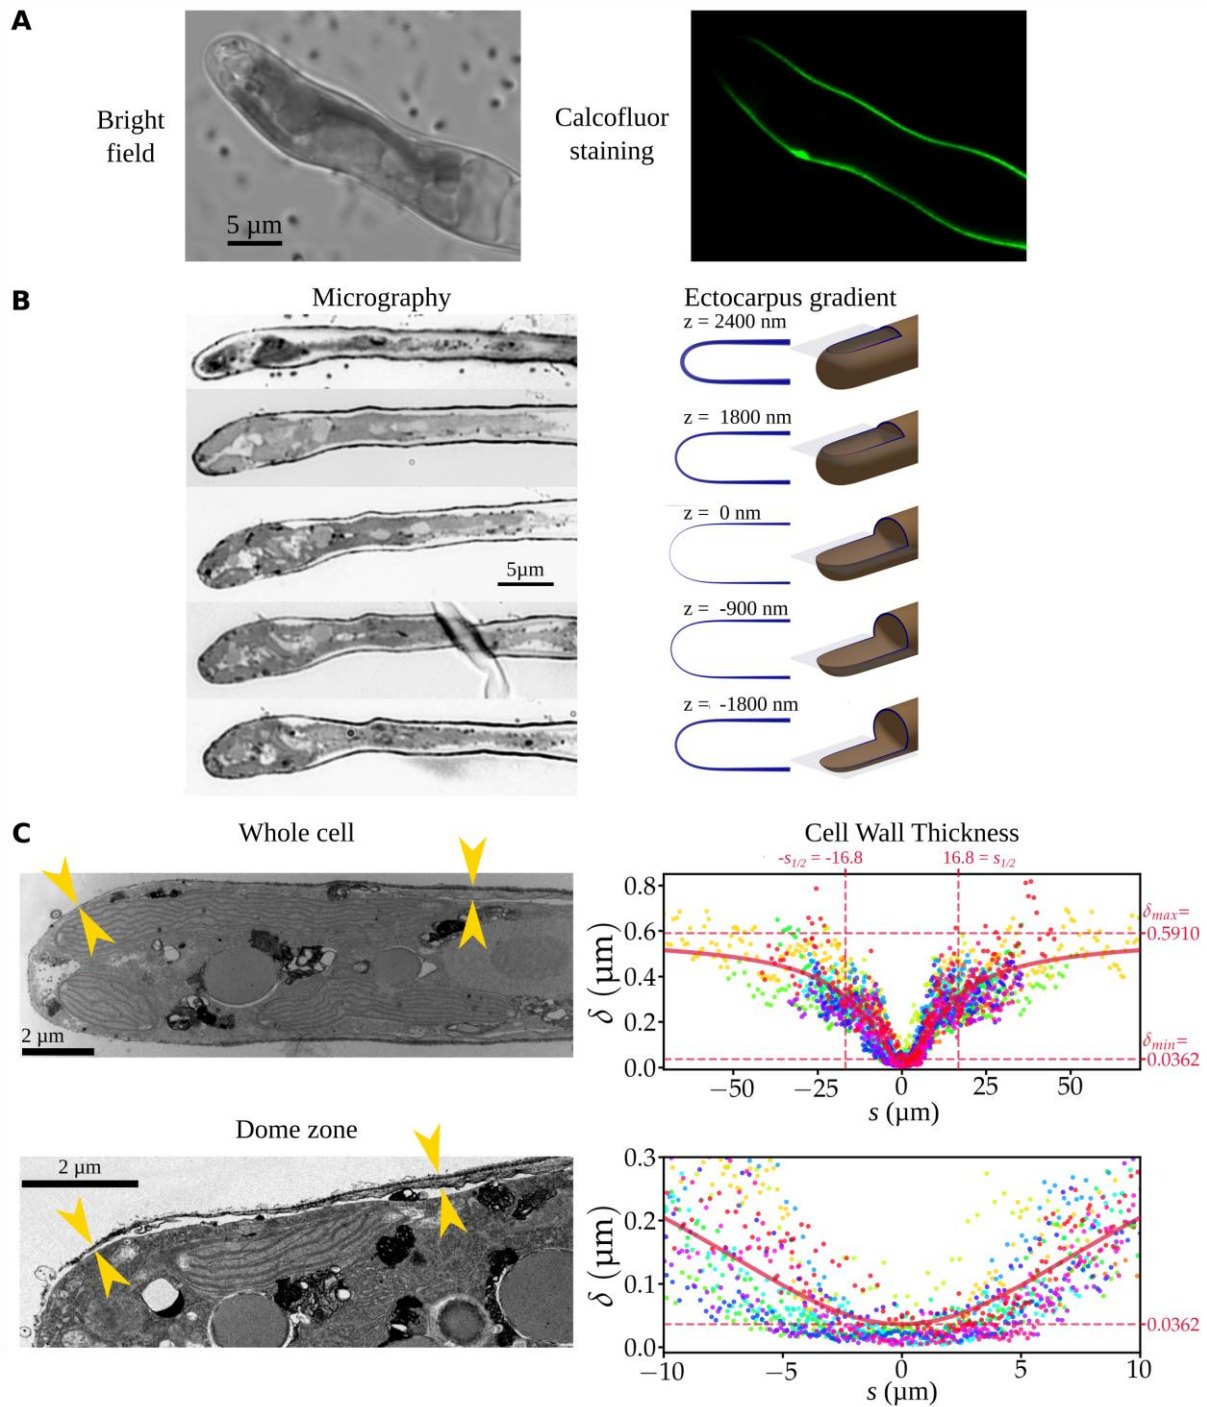 A
Bright
field
5 µm
Calcofluor
staining
B
Micrography
Ectocarpus gradient
z = 2400 nm
z = 1800 nm
z = 0 nm
5µm
z = -900 nm
z = -1800 nm
C
Whole cell
Cell Wall Thickness
-s1/2 = -16.8
16.8 = s1/2
2 µm
δ (µm)
0.8
0.6
0.4
0.2
0.0
δmax=
0.5910
δmin=
0.0362
−50
−25
0
25
50
s (µm)
Dome zone
2 µm
δ (µm)
0.3
0.2
0.1
0.0
0.0362
−10
−5
0
5
10
s (µm)